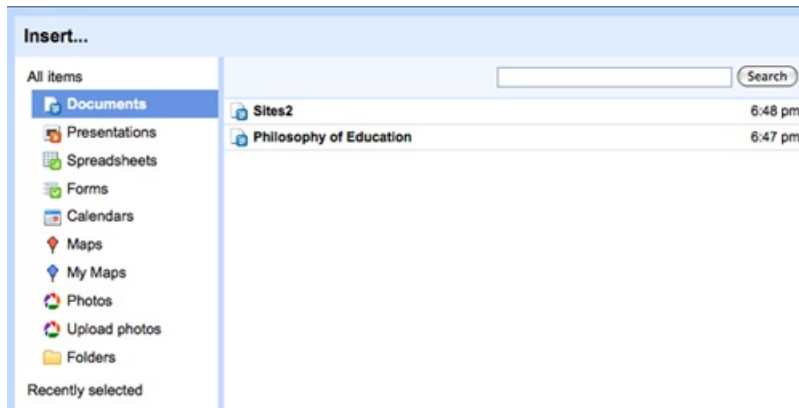 Insert...
All items
Documents
Presentations
Spreadsheets
Forms
Calendars
Maps
My Maps
Photos
Upload photos
Folders
Recently selected
Search
Sites2 6:48 pm
Philosophy of Education 6:47 pm